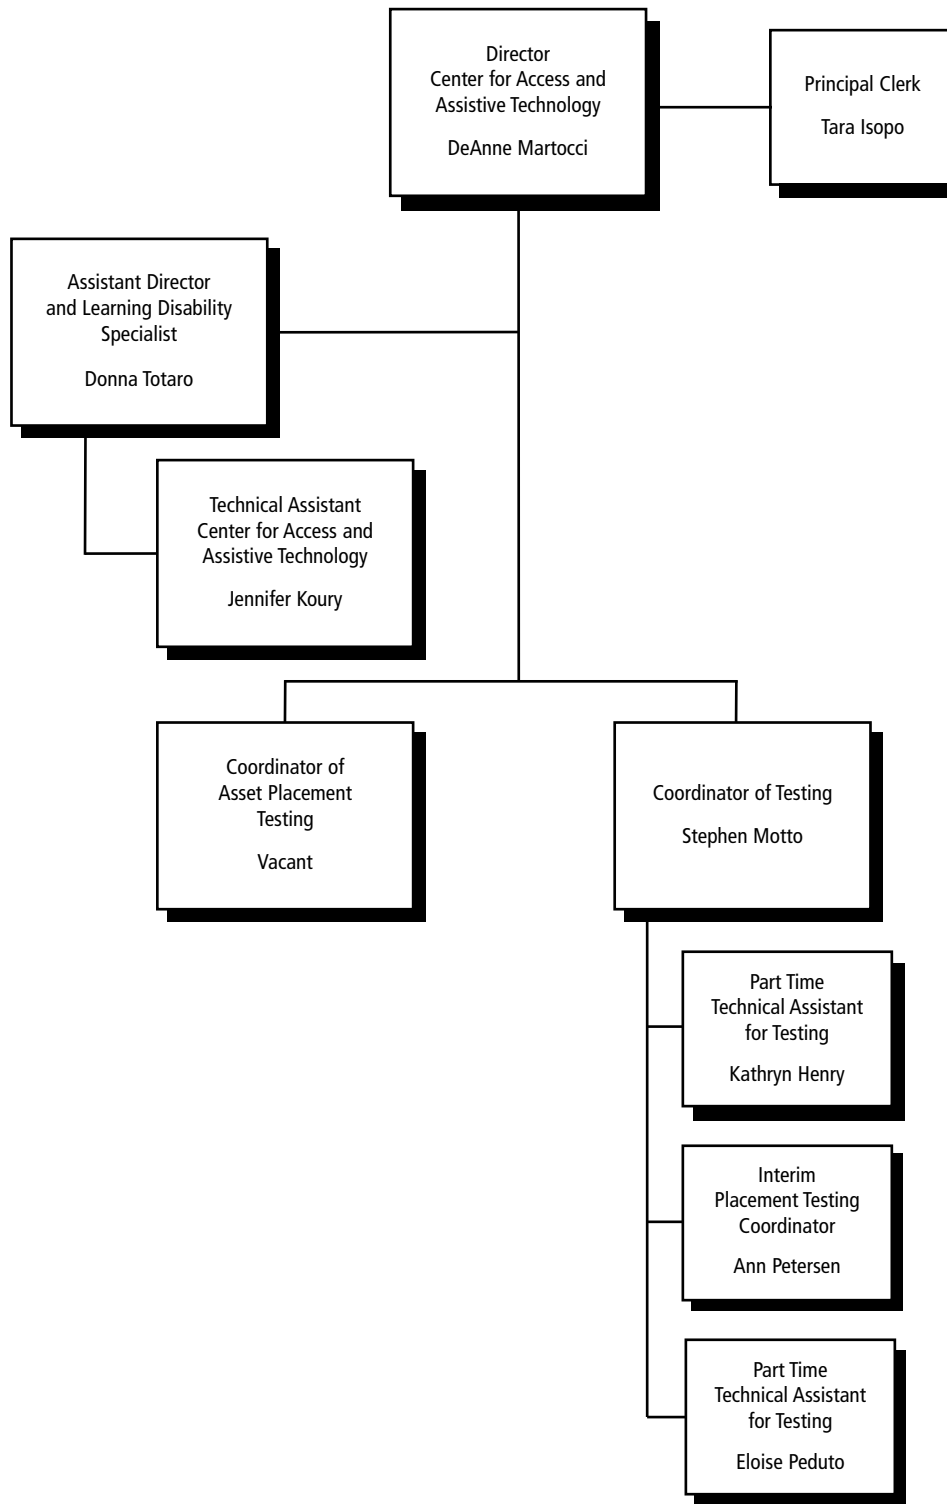 Director
Center for Access and
Assistive Technology
DeAnne Martocci
Principal Clerk
Tara Isopo
Assistant Director
and Learning Disability
Specialist
Donna Totaro
Technical Assistant
Center for Access and
Assistive Technology
Jennifer Koury
Coordinator of
Asset Placement
Testing
Vacant
Coordinator of Testing
Stephen Motto
Part Time
Technical Assistant
for Testing
Kathryn Henry
Interim
Placement Testing
Coordinator
Ann Petersen
Part Time
Technical Assistant
for Testing
Eloise Peduto